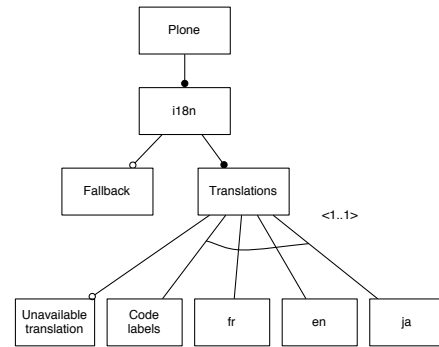 Plone
i18n
Fallback
Translations
<1..1>
Unavailable
translation
Code
labels
fr
en
ja